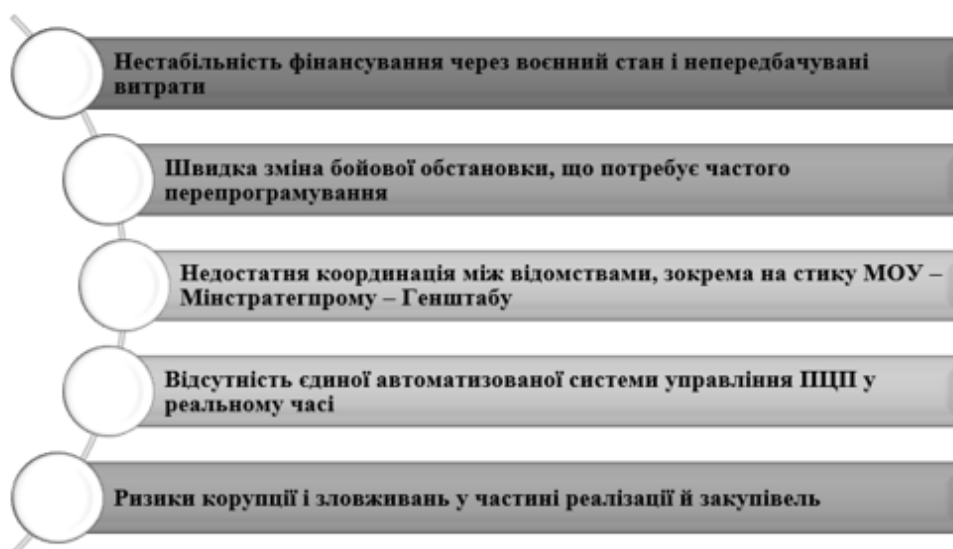 Нестабільність фінансування через воєнний стан і непередбачувані
витрати
Швидка зміна бойової обстановки, що потребує частого
перепрограмування
Недостатня координація між відомствами, зокрема на стику МОУ –
Мінстратегпрому – Генштабу
Відсутність єдиної автоматизованої системи управління ПЦП у
реальному часі
Ризики корупції і зловживань у частині реалізації й закупівель